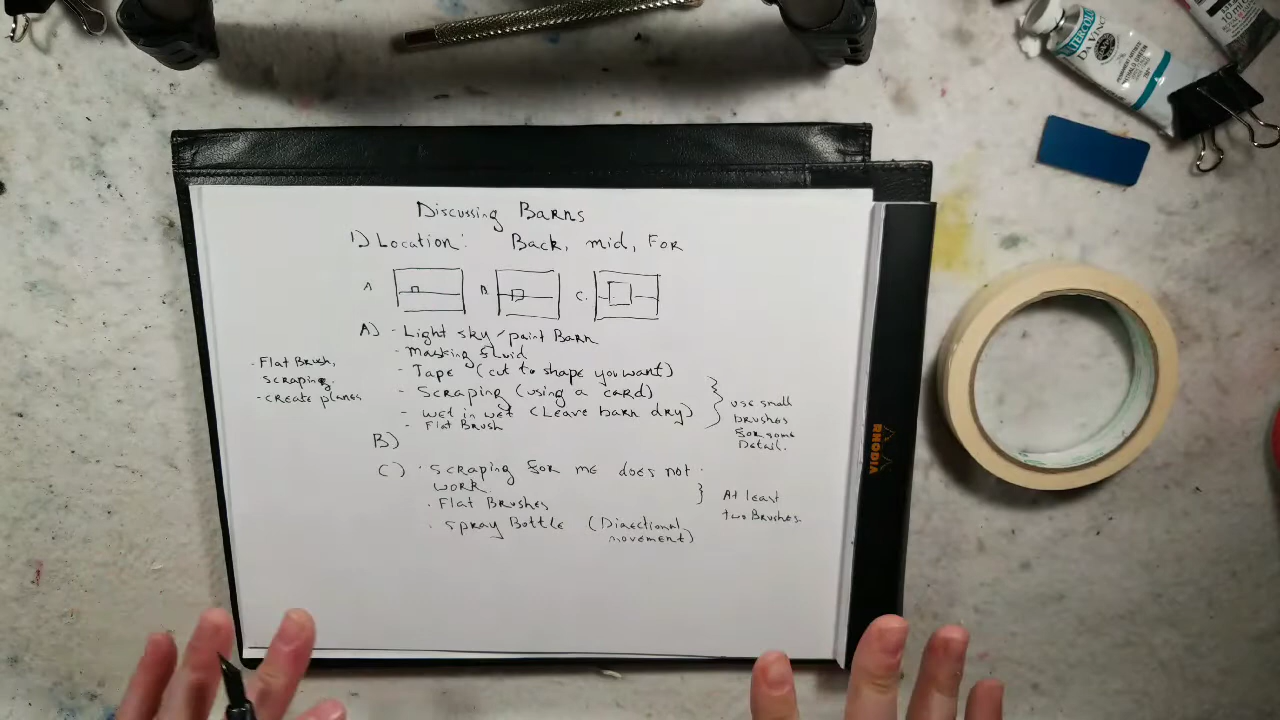 Discussing Barns
1) Location: Back, mid, For
A B. C.
A) - Light sky/paint Barn
- Masking fluid
- Tape (cut to shape you want)
- Scraping (using a card)
- wet in wet (Leave barn dry)
- Flat Brush
- Flat Brush,
scraping.
- create planes
use small
brushes
for some
Detail.
B)
C) · Scraping for me does not
work
· Flat Brushes
· spray Bottle (Directional
movement)
At least
two Brushes.
RHODIA
WATERCOLOR
DA VINCI